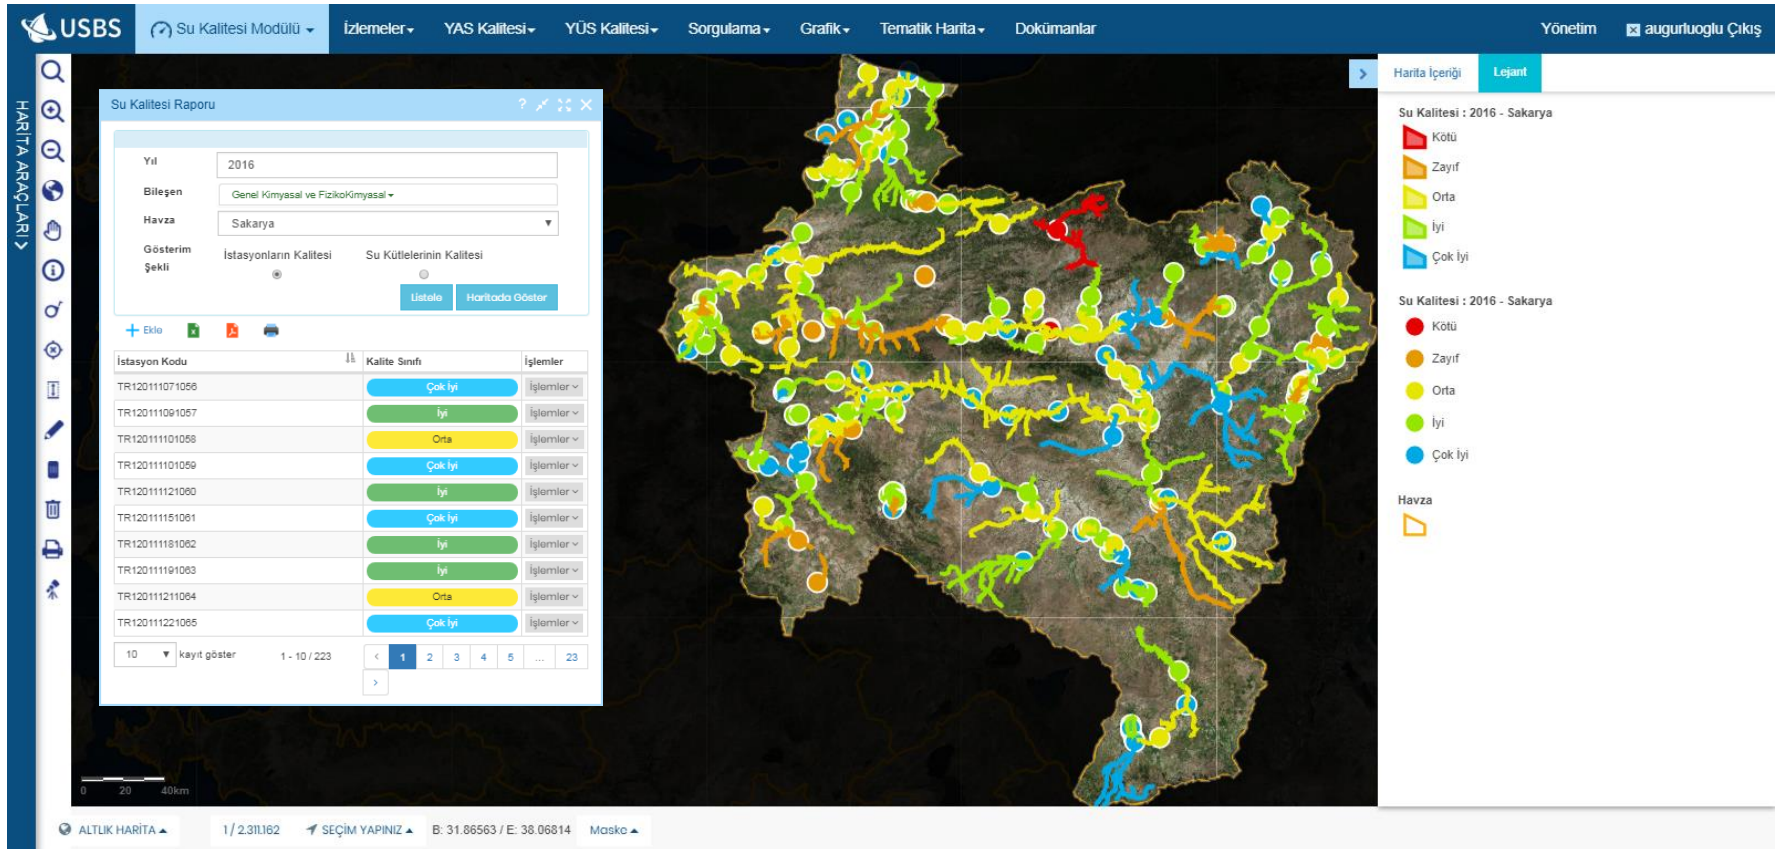 USBS
Su Kalitesi Modülü
İzlemeler
YAS Kalitesi
YÜS Kalitesi
Sorgulama
Grafik
Tematik Harita
Dokümanlar
Yönetim
augurluoglu Çıkış
HARİTA ARAÇLARI
Su Kalitesi Raporu
?
Yıl
2016
Bileşen
Genel Kimyasal ve FizikoKimyasal
Havza
Sakarya
Gösterim Şekli
İstasyonların Kalitesi
Su Kütlelerinin Kalitesi
Listele
Haritada Göster
+ Ekle
İstasyon Kodu Kalite Sınıfı İşlemler
TR120111071056 Çok İyi İşlemler
TR120111091057 İyi İşlemler
TR120111101058 Orta İşlemler
TR120111101059 Çok İyi İşlemler
TR120111121060 İyi İşlemler
TR120111151061 Çok İyi İşlemler
TR120111181062 İyi İşlemler
TR120111191063 İyi İşlemler
TR120111211064 Orta İşlemler
TR120111221065 Çok İyi İşlemler
10 kayıt göster 1 - 10 / 223 < 1 2 3 4 5 ... 23
>
0 20 40km
Harita İçeriği
Lejant
Su Kalitesi : 2016 - Sakarya
Kötü
Zayıf
Orta
İyi
Çok İyi
Su Kalitesi : 2016 - Sakarya
Kötü
Zayıf
Orta
İyi
Çok İyi
Havza
ALTLIK HARİTA
1 / 2.311.162
SEÇİM YAPINIZ
B: 31.86563 / E: 38.06814
Maske